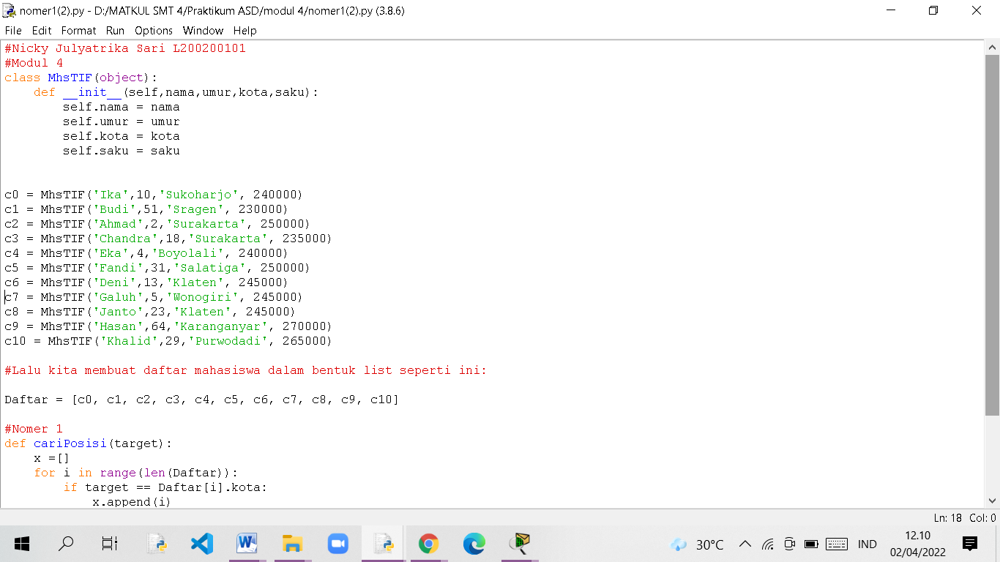 nomer1(2).py - D:/MATKUL SMT 4/Praktikum ASD/modul 4/nomer1(2).py (3.8.6)
File Edit Format Run Options Window Help
#Nicky Julyatrika Sari L200200101
#Modul 4
class MhsTIF(object):
    def __init__(self,nama,umur,kota,saku):
        self.nama = nama
        self.umur = umur
        self.kota = kota
        self.saku = saku
c0 = MhsTIF('Ika',10,'Sukoharjo', 240000)
c1 = MhsTIF('Budi',51,'Sragen', 230000)
c2 = MhsTIF('Ahmad',2,'Surakarta', 250000)
c3 = MhsTIF('Chandra',18,'Surakarta', 235000)
c4 = MhsTIF('Eka',4,'Boyolali', 240000)
c5 = MhsTIF('Fandi',31,'Salatiga', 250000)
c6 = MhsTIF('Deni',13,'Klaten', 245000)
c7 = MhsTIF('Galuh',5,'Wonogiri', 245000)
c8 = MhsTIF('Janto',23,'Klaten', 245000)
c9 = MhsTIF('Hasan',64,'Karanganyar', 270000)
c10 = MhsTIF('Khalid',29,'Purwodadi', 265000)
#Lalu kita membuat daftar mahasiswa dalam bentuk list seperti ini:
Daftar = [c0, c1, c2, c3, c4, c5, c6, c7, c8, c9, c10]
#Nomer 1
def cariPosisi(target):
    x =[]
    for i in range(len(Daftar)):
        if target == Daftar[i].kota:
            x.append(i)
Ln: 18 Col: 0
30°C
IND
12.10
02/04/2022